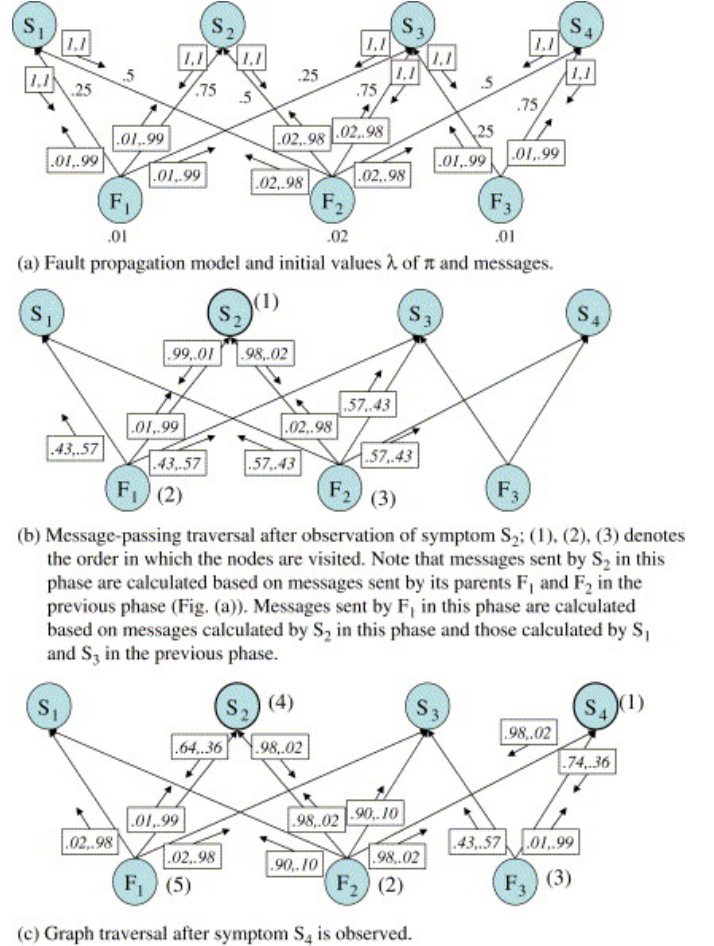 S1 S2 S3 S4
1,1 1,1 1,1
1,1 .5 1,1 1,1 .25 1,1 1,1 .5 1,1
.25 .75 .5 .75 .75
.01,.99 .02,.98 .02,.98 .25
.01,.99 .01,.99 .02,.98 .02,.98 .01,.99 .01,.99
F1 F2 F3
.01 .02 .01
(a) Fault propagation model and initial values λ of π and messages.
S1 S2 (1) S3 S4
.99,.01 .98,.02
.01,.99 .02,.98 .57,.43
.43,.57 .43,.57 .57,.43 .57,.43
F1 (2) F2 (3) F3
(b) Message-passing traversal after observation of symptom S2; (1), (2), (3) denotes
the order in which the nodes are visited. Note that messages sent by S2 in this
phase are calculated based on messages sent by its parents F1 and F2 in the
previous phase (Fig. (a)). Messages sent by F1 in this phase are calculated
based on messages calculated by S2 in this phase and those calculated by S1
and S3 in the previous phase.
S1 S2 (4) S3 S4 (1)
.64,.36 .98,.02 .98,.02
.74,.36
.01,.99 .98,.02 .90,.10
.02,.98 .02,.98 .90,.10 .98,.02 .43,.57 .01,.99
F1 (5) F2 (2) F3 (3)
(c) Graph traversal after symptom S4 is observed.